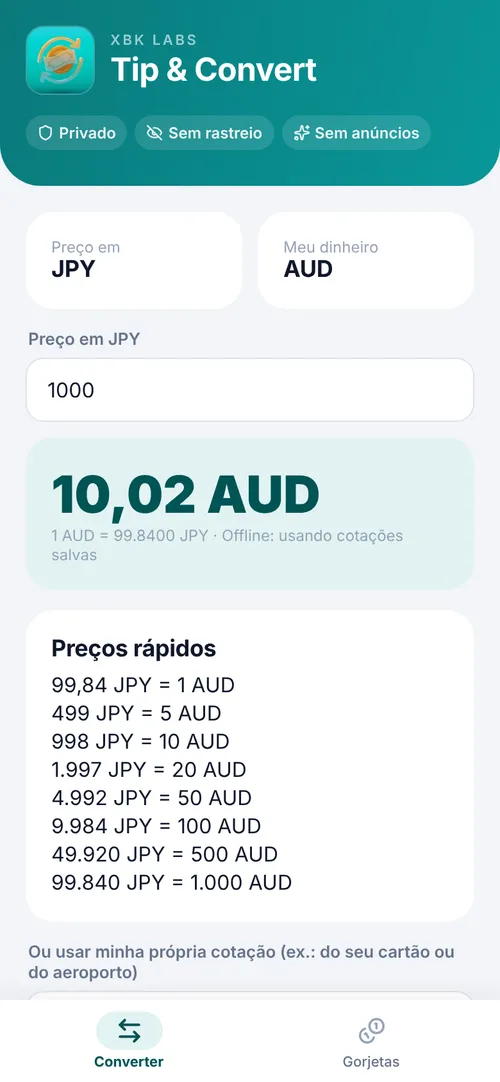 XBK LABS
Tip & Convert
Privado
Sem rastreio
Sem anúncios
Preço em
JPY
Meu dinheiro
AUD
Preço em JPY
1000
10,02 AUD
1 AUD = 99.8400 JPY · Offline: usando cotações
salvas
Preços rápidos
99,84 JPY = 1 AUD
499 JPY = 5 AUD
998 JPY = 10 AUD
1.997 JPY = 20 AUD
4.992 JPY = 50 AUD
9.984 JPY = 100 AUD
49.920 JPY = 500 AUD
99.840 JPY = 1.000 AUD
Ou usar minha própria cotação (ex.: do seu cartão ou
do aeroporto)
Converter
Gorjetas